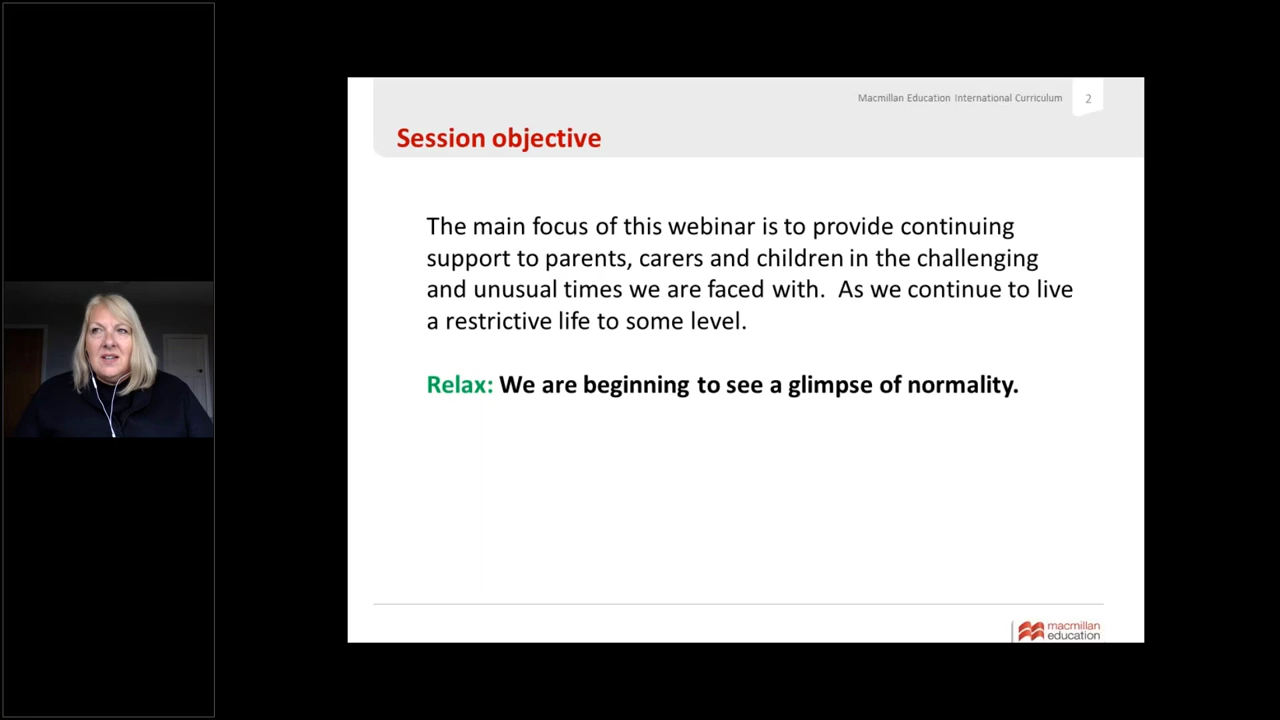 Macmillan Education International Curriculum
2
Session objective
The main focus of this webinar is to provide continuing
support to parents, carers and children in the challenging
and unusual times we are faced with.  As we continue to live
a restrictive life to some level.
Relax: We are beginning to see a glimpse of normality.
macmillan
education